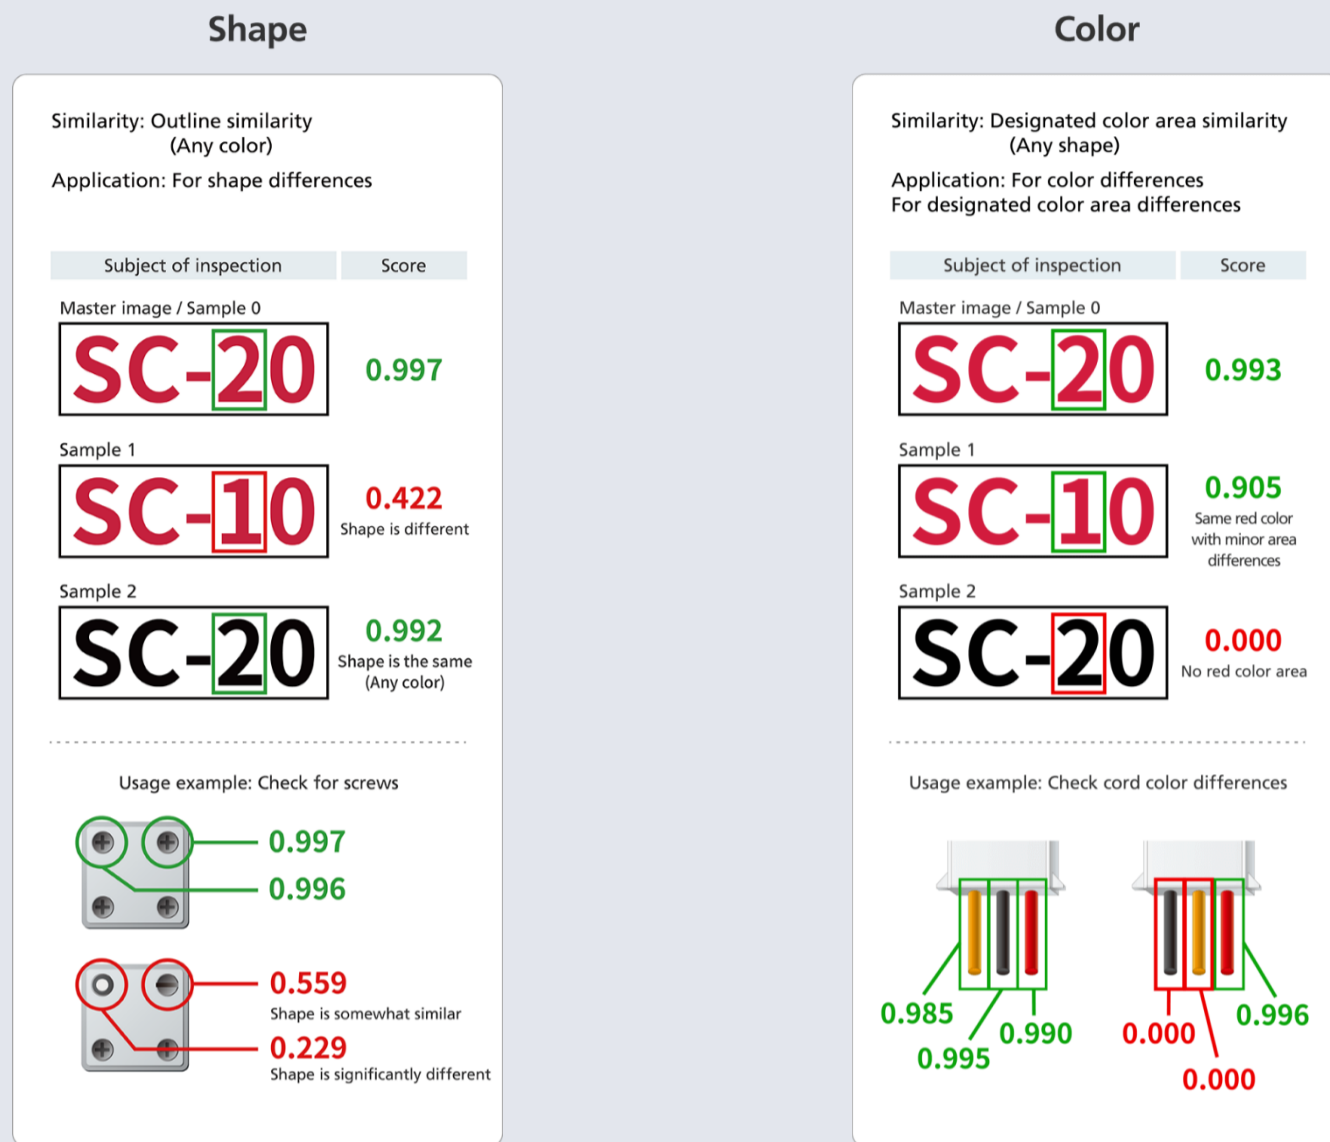 Shape
Similarity: Outline similarity
(Any color)
Application: For shape differences
Subject of inspection
Score
Master image / Sample 0
SC-20
0.997
Sample 1
SC-10
0.422
Shape is different
Sample 2
SC-20
0.992
Shape is the same
(Any color)
Usage example: Check for screws
0.997
0.996
0.559
Shape is somewhat similar
0.229
Shape is significantly different
Color
Similarity: Designated color area similarity
(Any shape)
Application: For color differences
For designated color area differences
Subject of inspection
Score
Master image / Sample 0
SC-20
0.993
Sample 1
SC-10
0.905
Same red color
with minor area
differences
Sample 2
SC-20
0.000
No red color area
Usage example: Check cord color differences
0.985
0.995
0.990
0.000
0.000
0.996